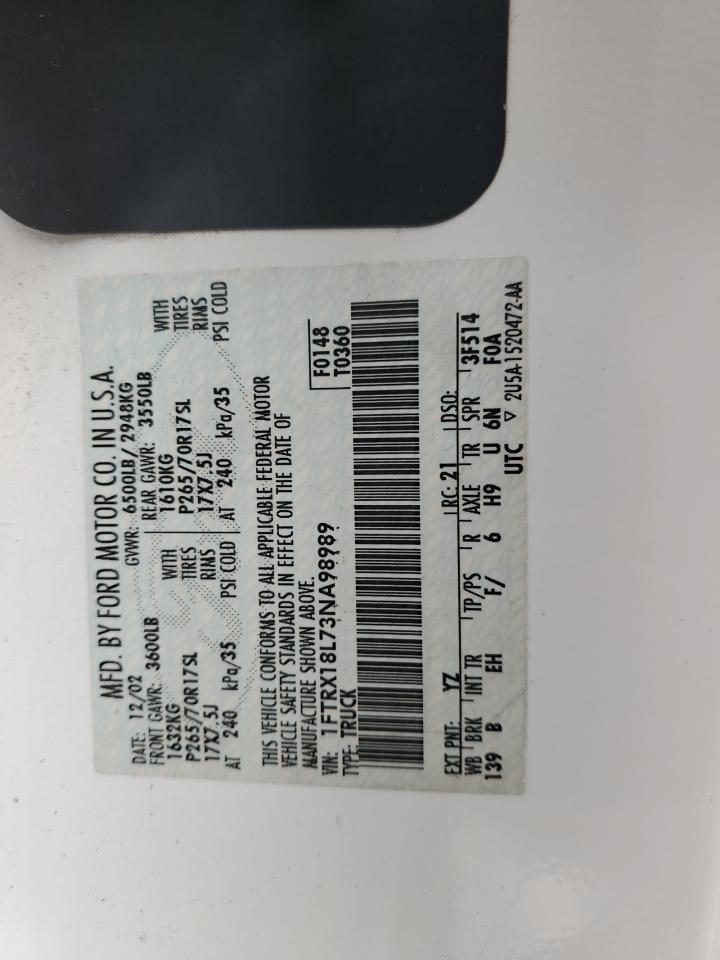 MFD. BY FORD MOTOR CO. IN U.S.A.
DATE: 12/02 GVWR: 6500LB/ 2948KG
FRONT GAWR: 3600LB REAR GAWR: 3550LB
1632KG WITH 1610KG WITH
P265/70R17SL TIRES P265/70R17SL TIRES
17X7.5J RIMS 17X7.5J RIMS
AT 240 kPa/35 PSI COLD AT 240 kPa/35 PSI COLD
THIS VEHICLE CONFORMS TO ALL APPLICABLE FEDERAL MOTOR
VEHICLE SAFETY STANDARDS IN EFFECT ON THE DATE OF
MANUFACTURE SHOWN ABOVE.
VIN: 1FTRX18L73NA98989 F0148
TYPE: TRUCK T0360
EXT PNT: YZ RC: 21 DSO:
WB BRK INT TR TP/PS R AXLE TR SPR 3F514
139 B EH F/ 6 H9 U 6N F0A
UTC ▽ 2U5A-1520472-AA